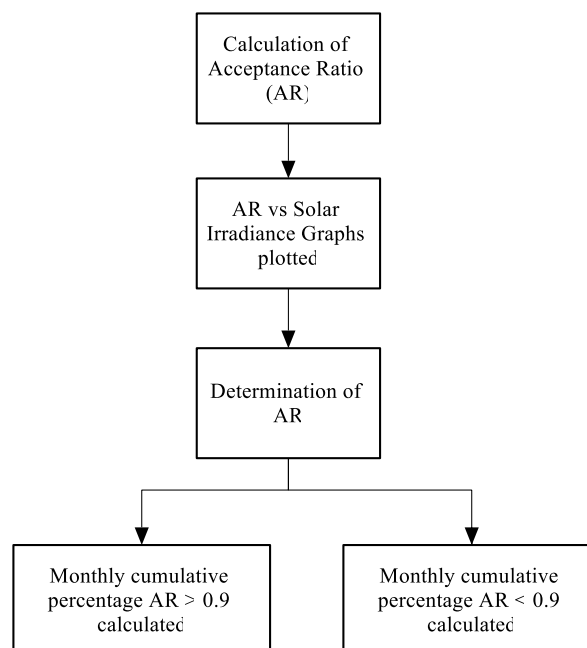 Calculation of
Acceptance Ratio
(AR)
AR vs Solar
Irradiance Graphs
plotted
Determination of
AR
Monthly cumulative
percentage AR > 0.9
calculated
Monthly cumulative
percentage AR < 0.9
calculated